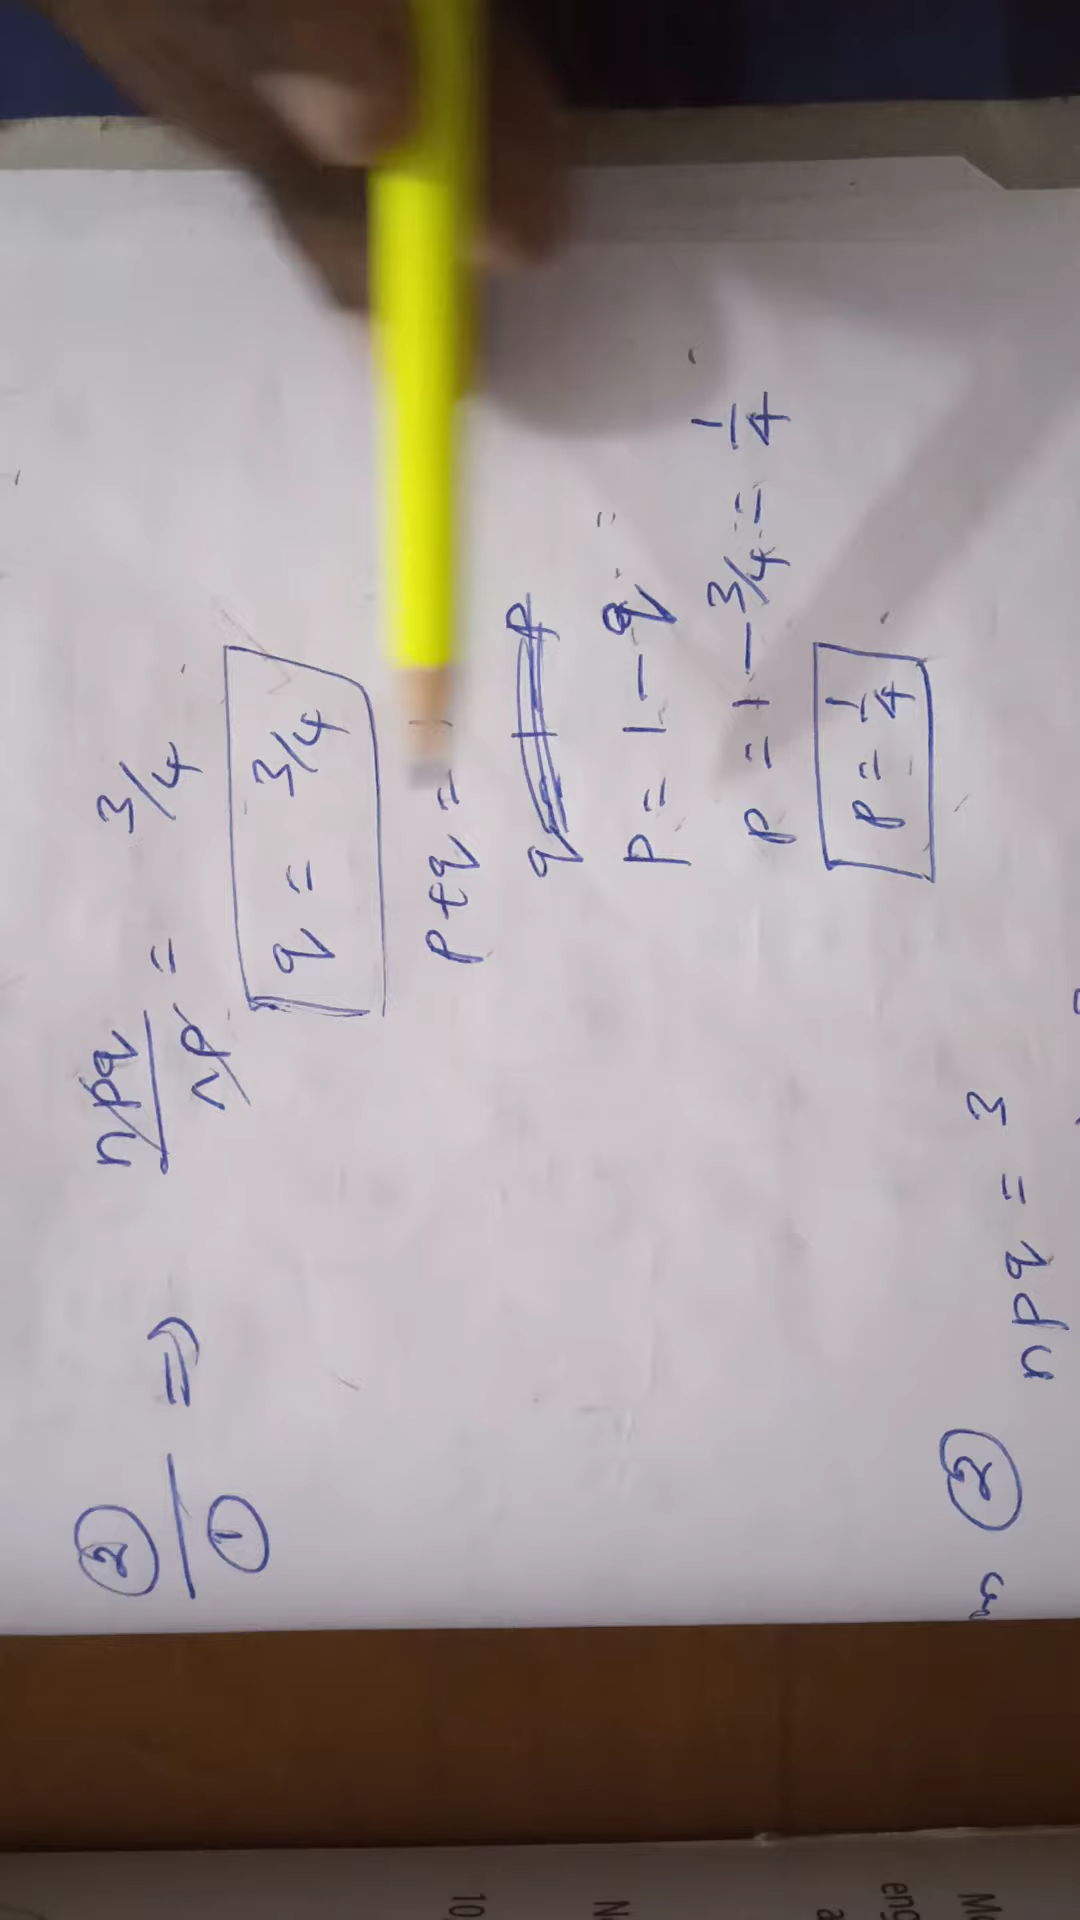 ②/① ⇒ npq/np = 3/4
q = 3/4
p+q = 1
p = 1 - q
p = 1 - 3/4 = 1/4
p = 1/4
② npq = 3
10